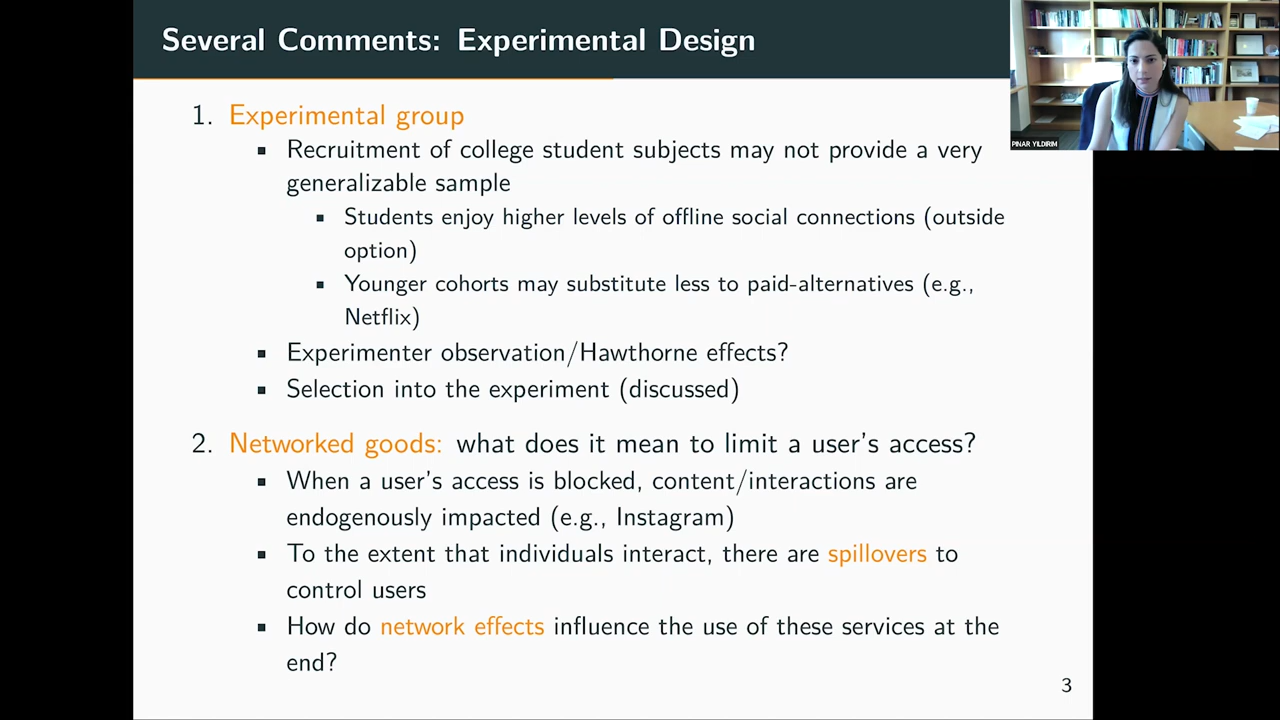 Several Comments: Experimental Design
PINAR YILDIRIM
1. Experimental group
▪ Recruitment of college student subjects may not provide a very
generalizable sample
▪ Students enjoy higher levels of offline social connections (outside
option)
▪ Younger cohorts may substitute less to paid-alternatives (e.g.,
Netflix)
▪ Experimenter observation/Hawthorne effects?
▪ Selection into the experiment (discussed)
2. Networked goods: what does it mean to limit a user's access?
▪ When a user's access is blocked, content/interactions are
endogenously impacted (e.g., Instagram)
▪ To the extent that individuals interact, there are spillovers to
control users
▪ How do network effects influence the use of these services at the
end?
3